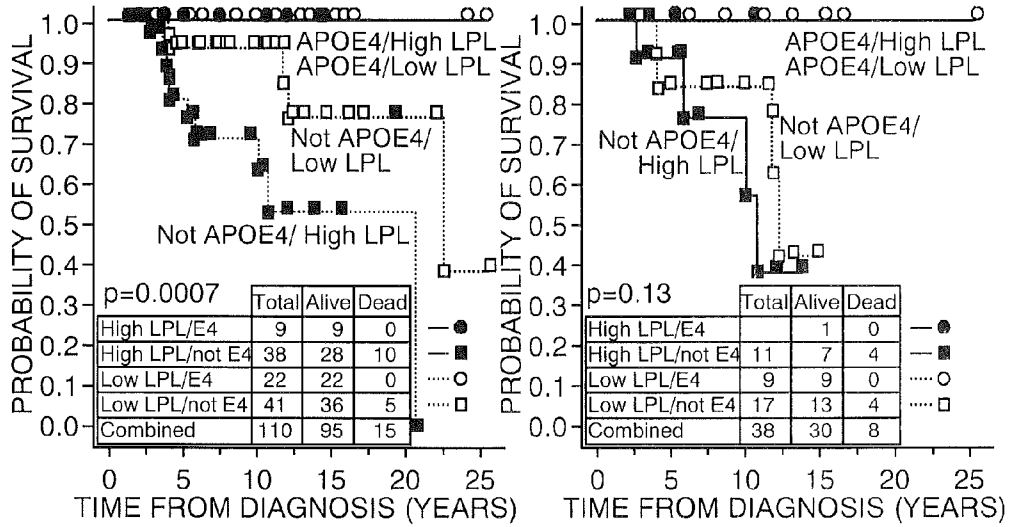 PROBABILITY OF SURVIVAL
1.0
0.9
0.8
0.7
0.6
0.5
0.4
0.3
0.2
0.1
0.0
APOE4/High LPL
APOE4/Low LPL
Not APOE4/
Low LPL
Not APOE4/ High LPL
p=0.0007
Total Alive Dead
High LPL/E4 9 9 0
High LPL/not E4 38 28 10
Low LPL/E4 22 22 0
Low LPL/not E4 41 36 5
Combined 110 95 15
0 5 10 15 20 25
TIME FROM DIAGNOSIS (YEARS)
PROBABILITY OF SURVIVAL
1.0
0.9
0.8
0.7
0.6
0.5
0.4
0.3
0.2
0.1
0.0
APOE4/High LPL
APOE4/Low LPL
Not APOE4/
High LPL
Not APOE4/
Low LPL
p=0.13
Total Alive Dead
High LPL/E4 1 0
High LPL/not E4 11 7 4
Low LPL/E4 9 9 0
Low LPL/not E4 17 13 4
Combined 38 30 8
0 5 10 15 20 25
TIME FROM DIAGNOSIS (YEARS)